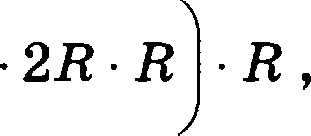 · 2R · R) · R ,